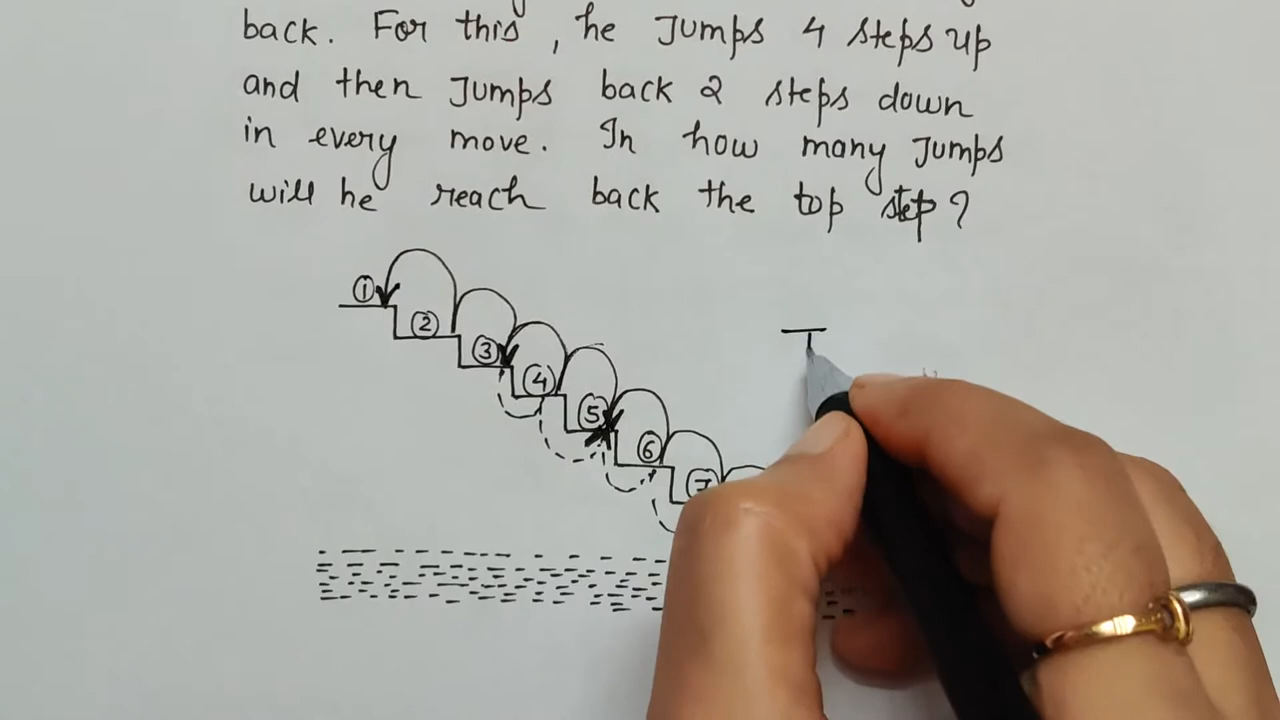 back. For this, he Jumps 4 steps up
and then Jumps back 2 steps down
in every move. In how many Jumps
will he reach back the top step?
①
②
③
④
⑤
⑥
⑦